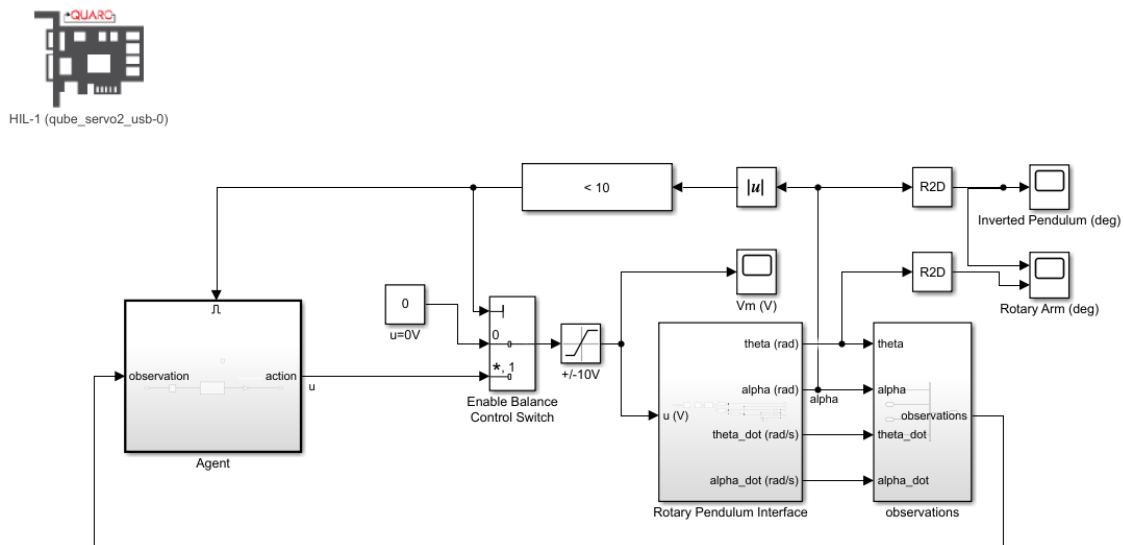 QUARC
HIL-1 (qube_servo2_usb-0)
< 10
|u|
R2D
Inverted Pendulum (deg)
R2D
Rotary Arm (deg)
Vm (V)
0
u=0V
0
*, 1
Enable Balance
Control Switch
+/-10V
observation
action
u
Agent
theta (rad)
alpha (rad)
alpha
u (V)
theta_dot (rad/s)
alpha_dot (rad/s)
Rotary Pendulum Interface
theta
alpha
observations
theta_dot
alpha_dot
observations